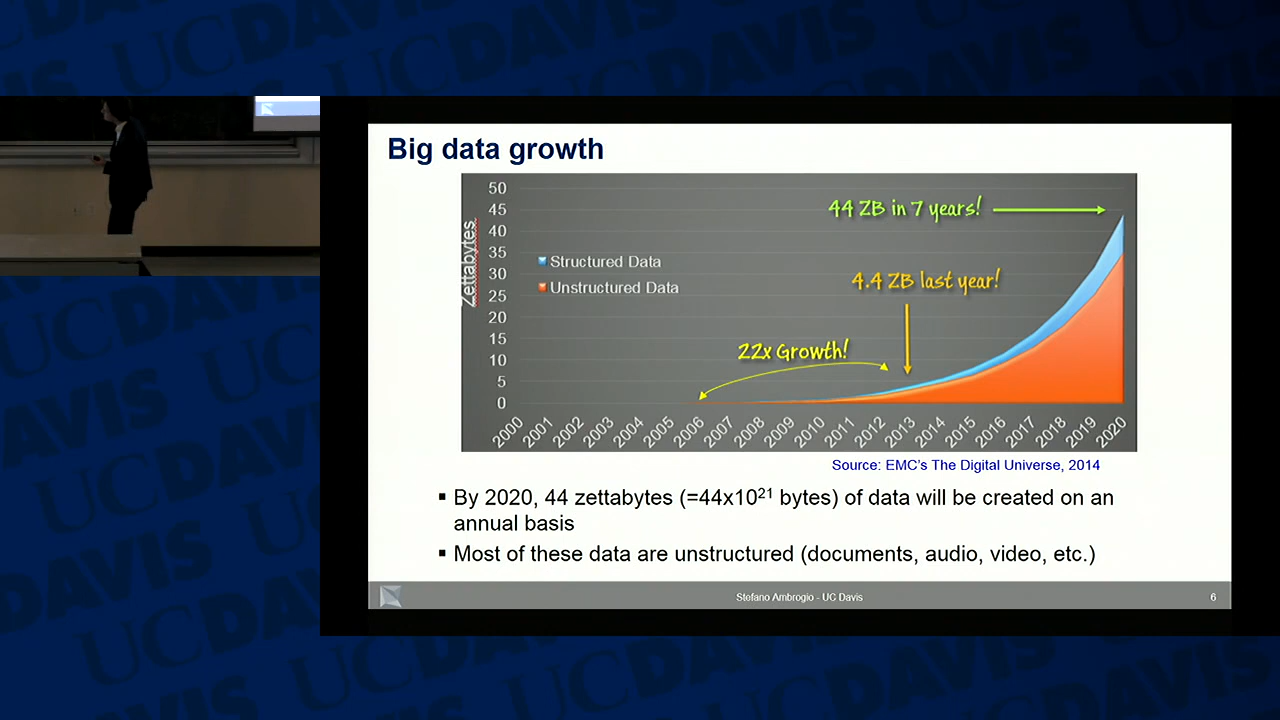 Big data growth
50
45
40
35
30
25
20
15
10
5
0
Zettabytes
Structured Data
Unstructured Data
44 ZB in 7 years!
4.4 ZB last year!
22x Growth!
2000 2001 2002 2003 2004 2005 2006 2007 2008 2009 2010 2011 2012 2013 2014 2015 2016 2017 2018 2019 2020
Source: EMC's The Digital Universe, 2014
▪ By 2020, 44 zettabytes (=44x10²¹ bytes) of data will be created on an
annual basis
▪ Most of these data are unstructured (documents, audio, video, etc.)
Stefano Ambrogio - UC Davis
6
UCDAVIS